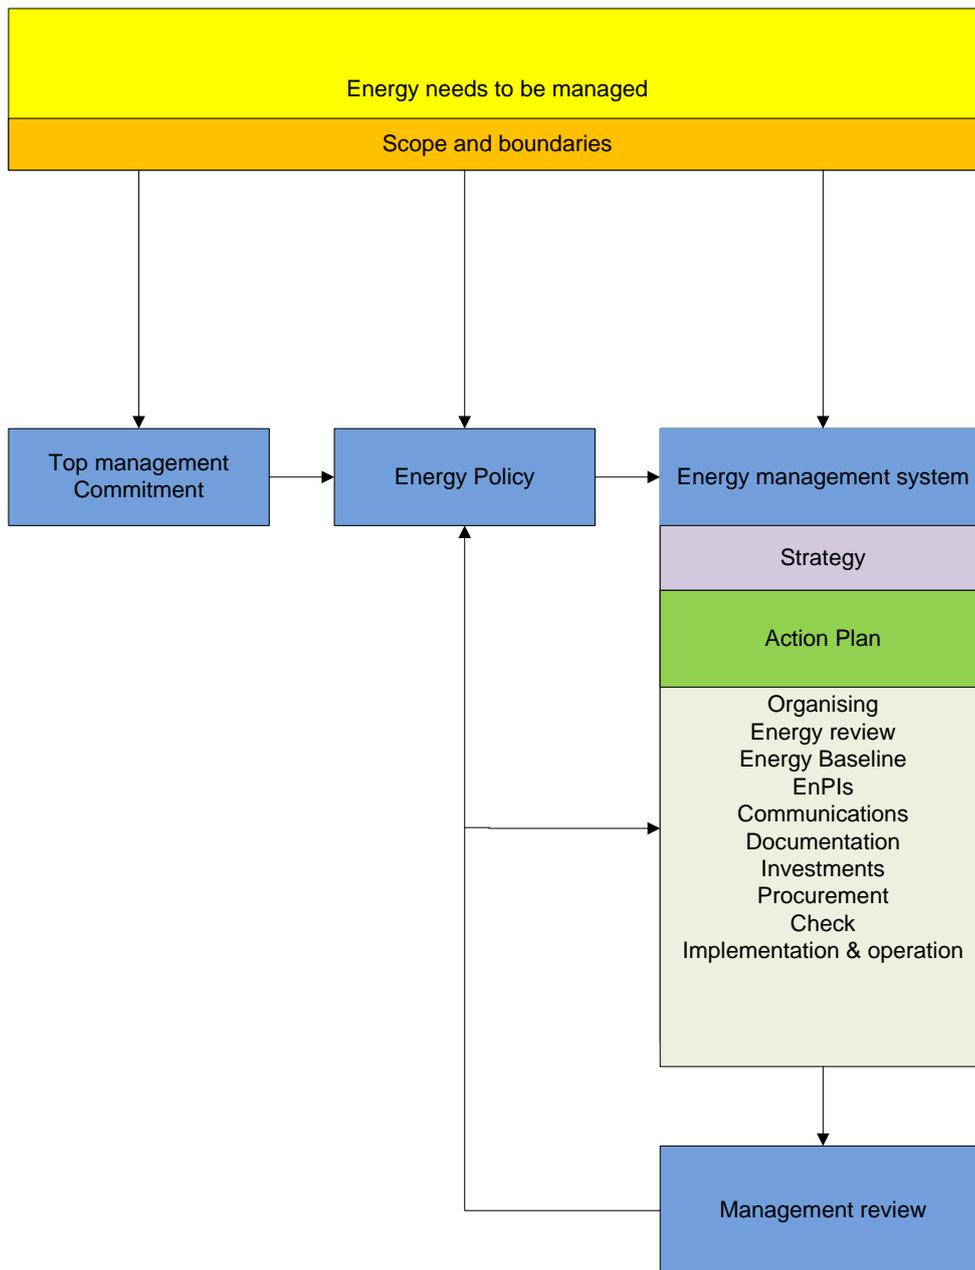 Energy needs to be managed
Scope and boundaries
Top management
Commitment
Energy Policy
Energy management system
Strategy
Action Plan
Organising
Energy review
Energy Baseline
EnPIs
Communications
Documentation
Investments
Procurement
Check
Implementation & operation
Management review